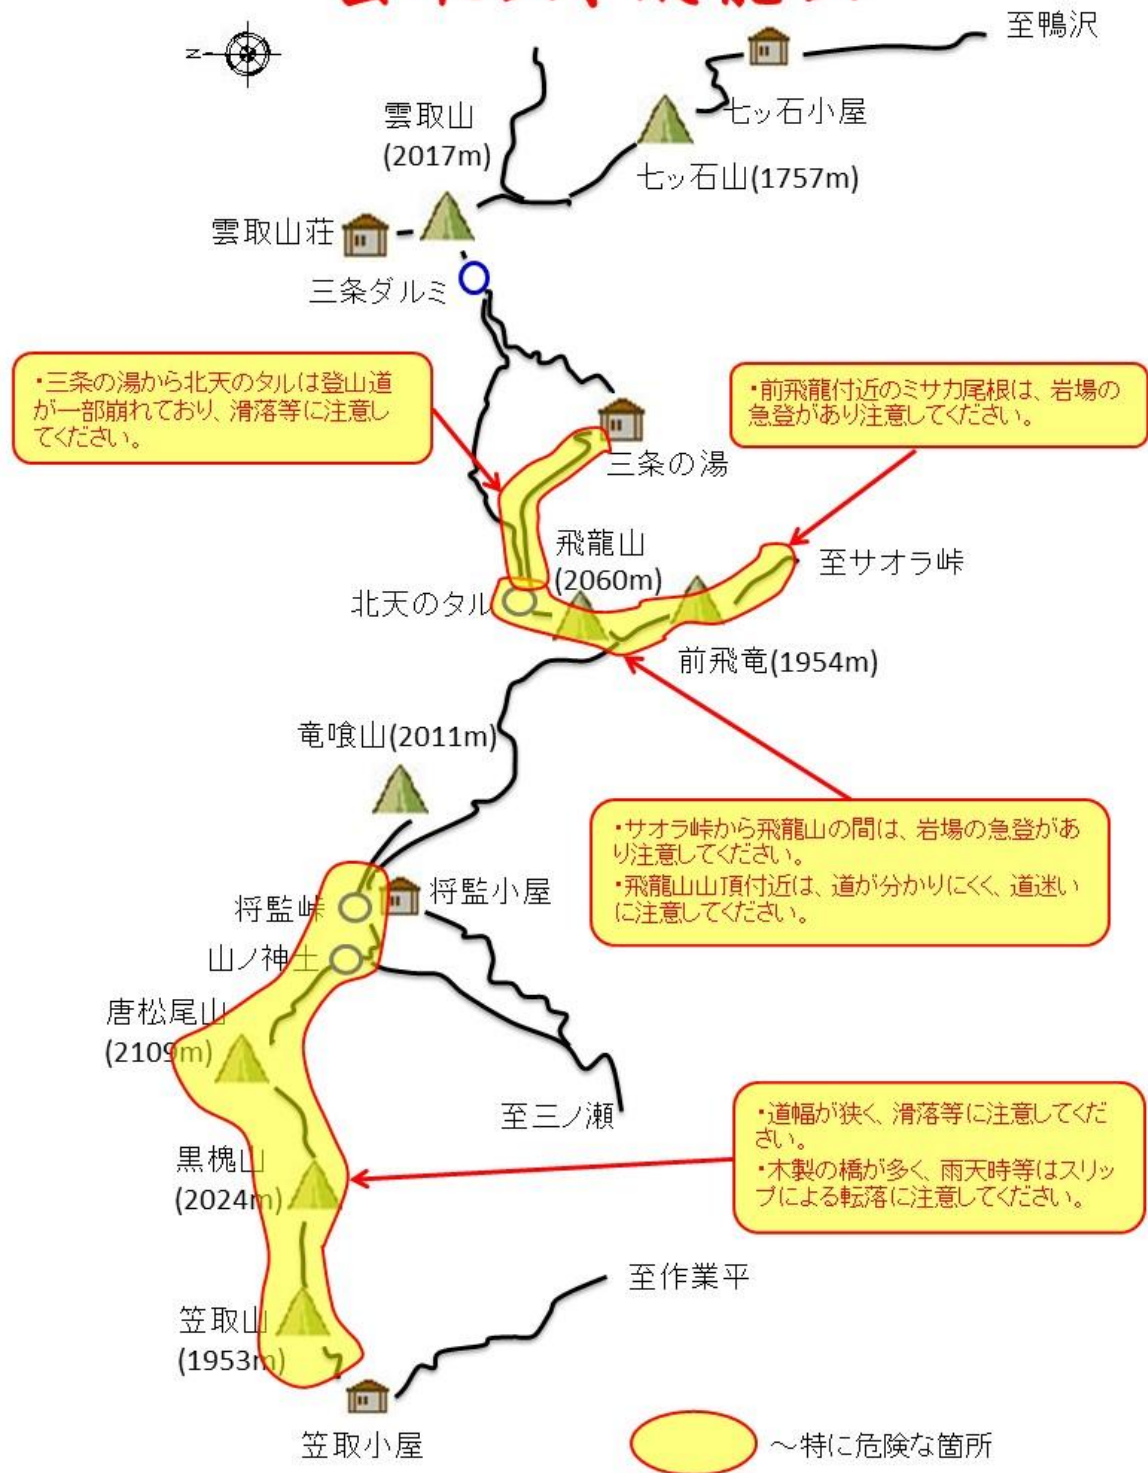 至鴨沢
N
七ッ石小屋
雲取山
(2017m)
七ッ石山(1757m)
雲取山荘
三条ダルミ
・三条の湯から北天のタルは登山道
が一部崩れており、滑落等に注意し
てください。
・前飛龍付近のミサカ尾根は、岩場の
急登があり注意してください。
三条の湯
飛龍山
(2060m)
至サオラ峠
北天のタル
前飛竜(1954m)
竜喰山(2011m)
・サオラ峠から飛龍山の間は、岩場の急登があ
り注意してください。
・飛龍山山頂付近は、道が分かりにくく、道迷い
に注意してください。
将監峠
将監小屋
山ノ神土
唐松尾山
(2109m)
至三ノ瀬
・道幅が狭く、滑落等に注意してくだ
さい。
・木製の橋が多く、雨天時等はスリッ
プによる転落に注意してください。
黒槐山
(2024m)
至作業平
笠取山
(1953m)
笠取小屋
～特に危険な箇所